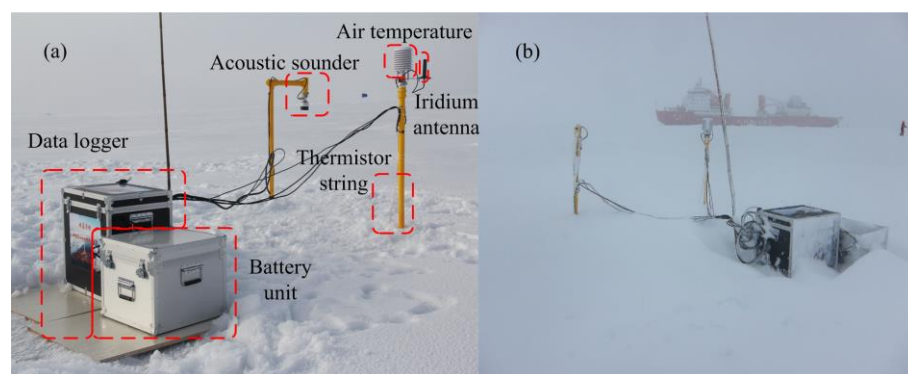 (a)
Air temperature
Acoustic sounder
Iridium
antenna
Data logger
Thermistor
string
Battery
unit
(b)